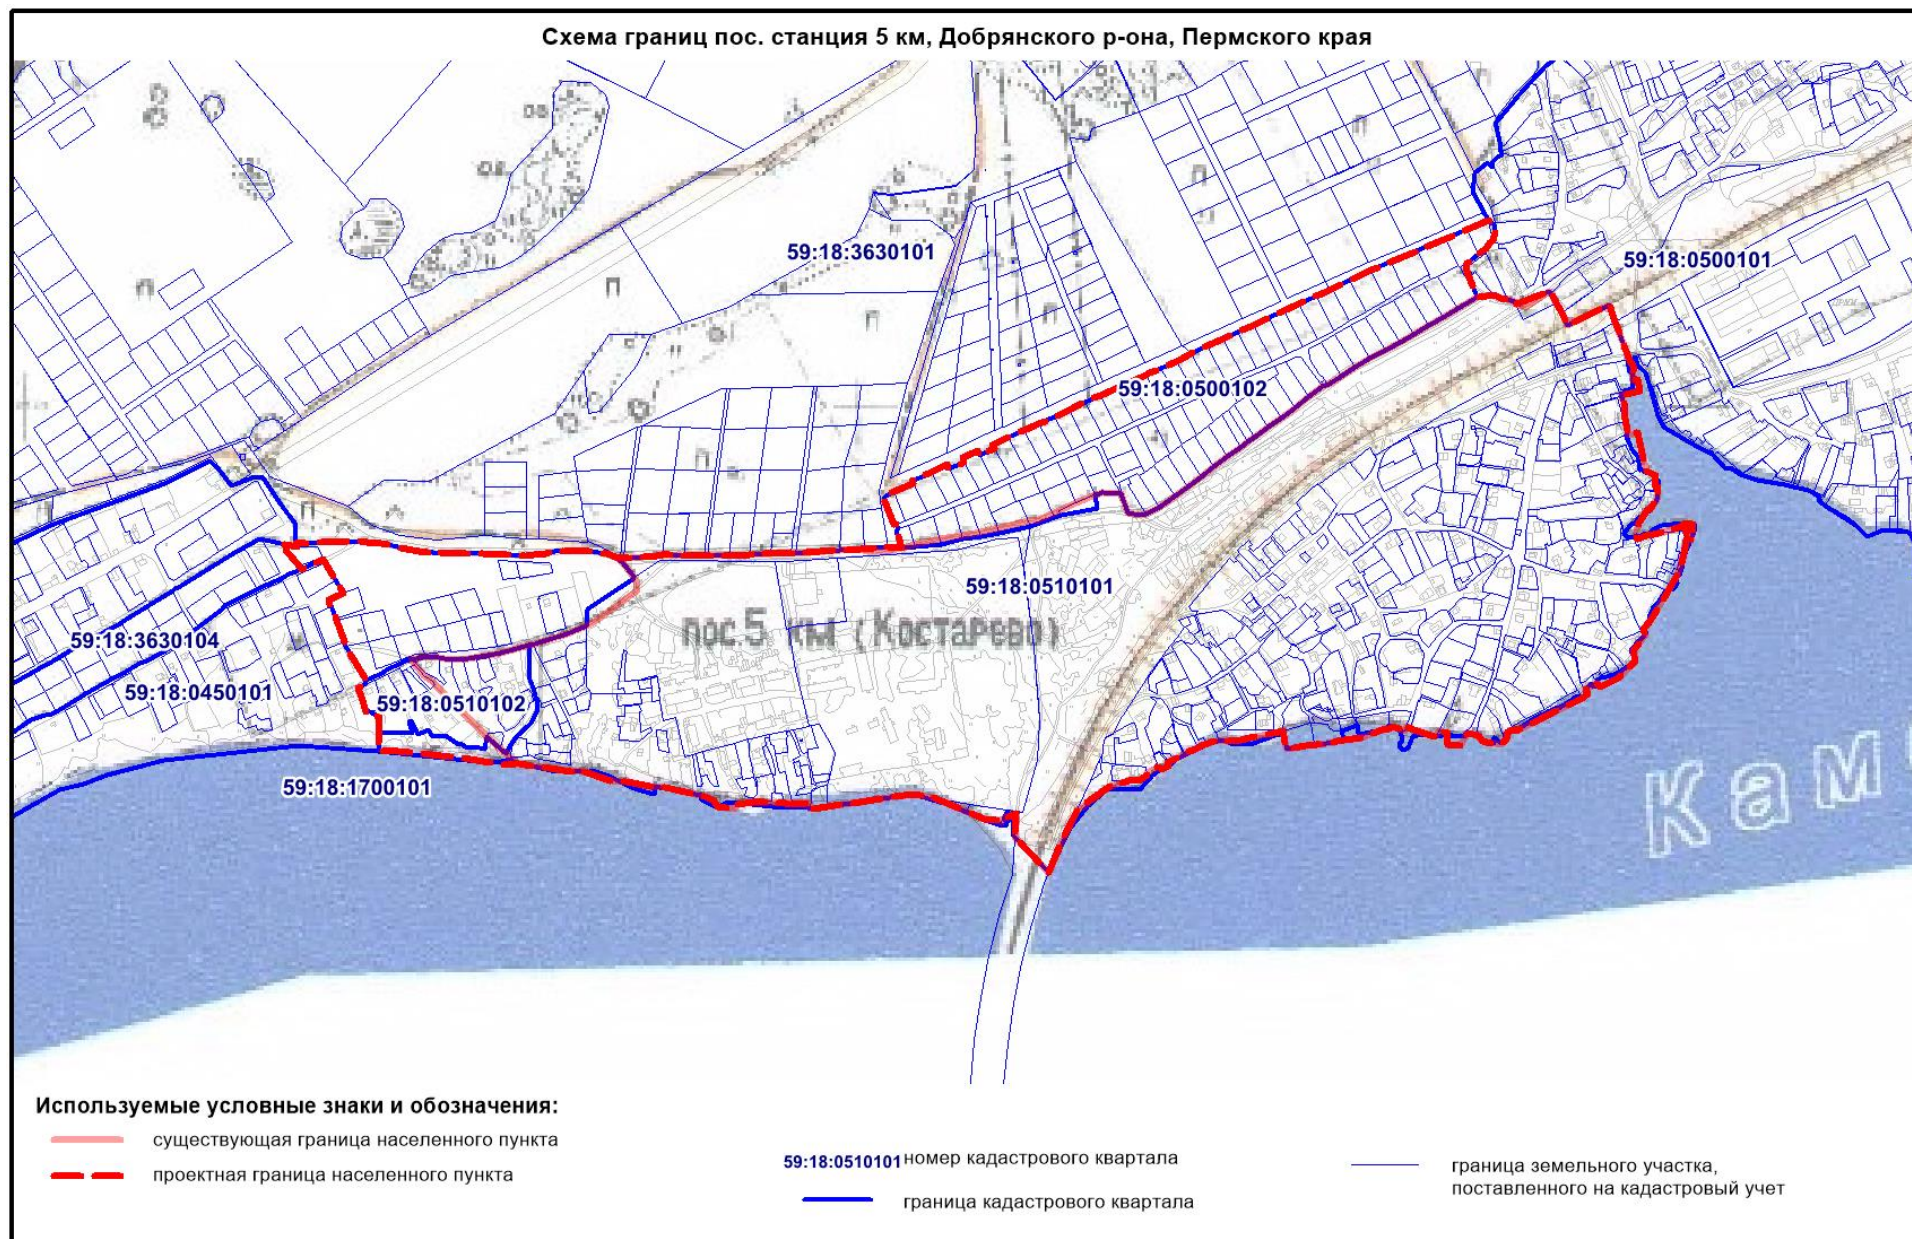 Схема границ пос. станция 5 км, Добрянского р-она, Пермского края
59:18:3630101
59:18:0500101
59:18:0500102
59:18:0510101
пос.5 км (Костарево)
59:18:3630104
59:18:0450101
59:18:0510102
59:18:1700101
Кам
Используемые условные знаки и обозначения:
существующая граница населенного пункта
проектная граница населенного пункта
59:18:0510101 номер кадастрового квартала
граница кадастрового квартала
граница земельного участка,
поставленного на кадастровый учет